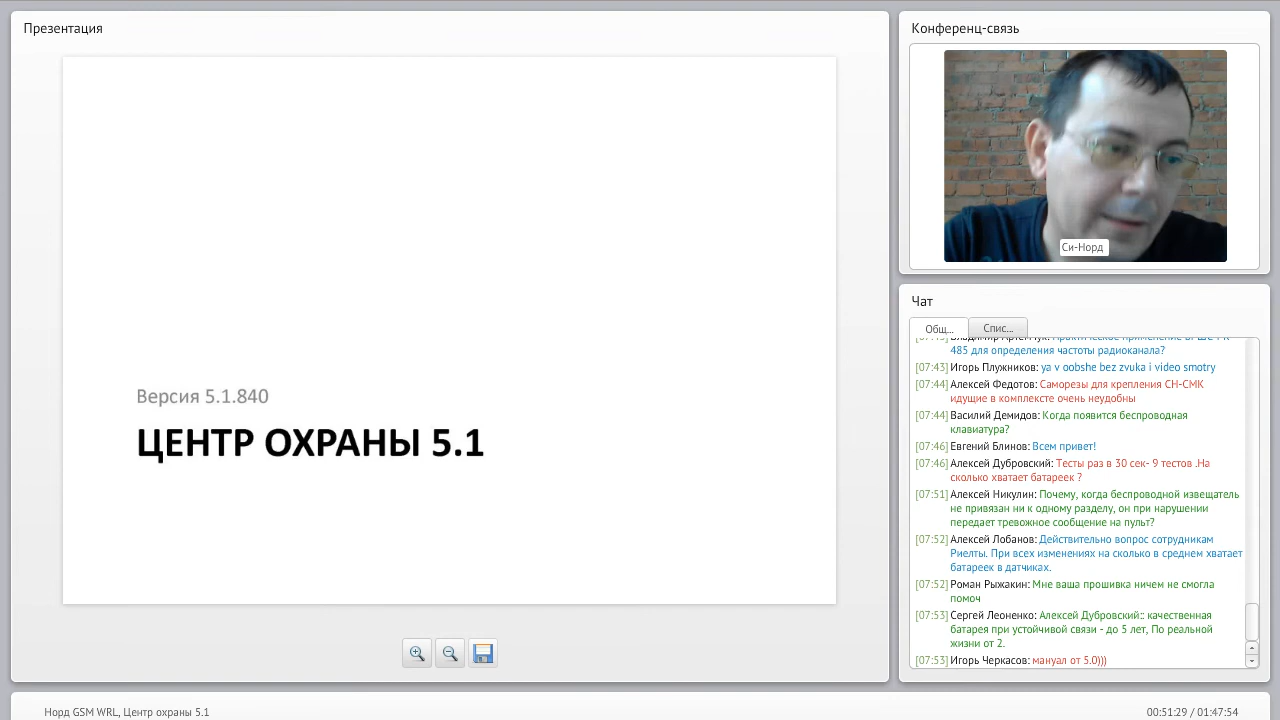 Презентация
Версия 5.1.840
ЦЕНТР ОХРАНЫ 5.1
Конференц-связь
Си-Норд
Чат
Общ...
Спис...
485 для определения частоты радиоканала?
[07:43] Игорь Плужников: ya v oobshe bez zvuka i video smotry
[07:44] Алексей Федотов: Саморезы для крепления СН-СМК
идущие в комплекте очень неудобны
[07:44] Василий Демидов: Когда появится беспроводная
клавиатура?
[07:46] Евгений Блинов: Всем привет!
[07:46] Алексей Дубровский: Тесты раз в 30 сек- 9 тестов .На
сколько хватает батареек ?
[07:51] Алексей Никулин: Почему, когда беспроводной извещатель
не привязан ни к одному разделу, он при нарушении
передает тревожное сообщение на пульт?
[07:52] Алексей Лобанов: Действительно вопрос сотрудникам
Риелты. При всех изменениях на сколько в среднем хватает
батареек в датчиках.
[07:52] Роман Рыжакин: Мне ваша прошивка ничем не смогла
помоч
[07:53] Сергей Леоненко: Алексей Дубровский:: качественная
батарея при устойчивой связи - до 5 лет, По реальной
жизни от 2.
[07:53] Игорь Черкасов: мануал от 5.0)))
Норд GSM WRL, Центр охраны 5.1
00:51:29 / 01:47:54